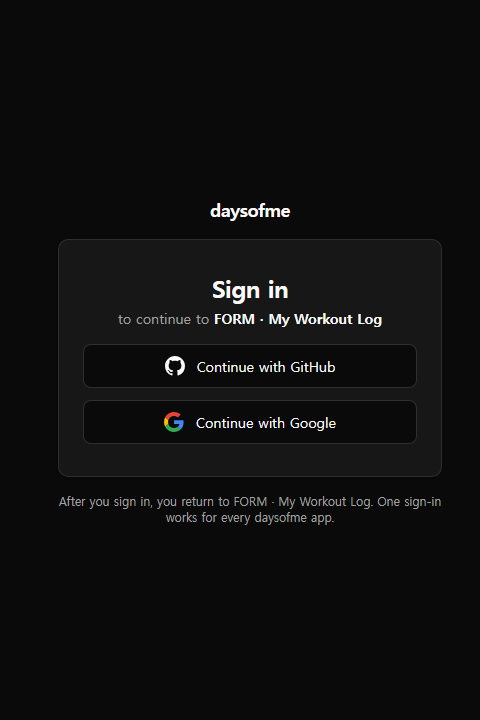 daysofme
Sign in
to continue to FORM · My Workout Log
Continue with GitHub
Continue with Google
After you sign in, you return to FORM · My Workout Log. One sign-in
works for every daysofme app.